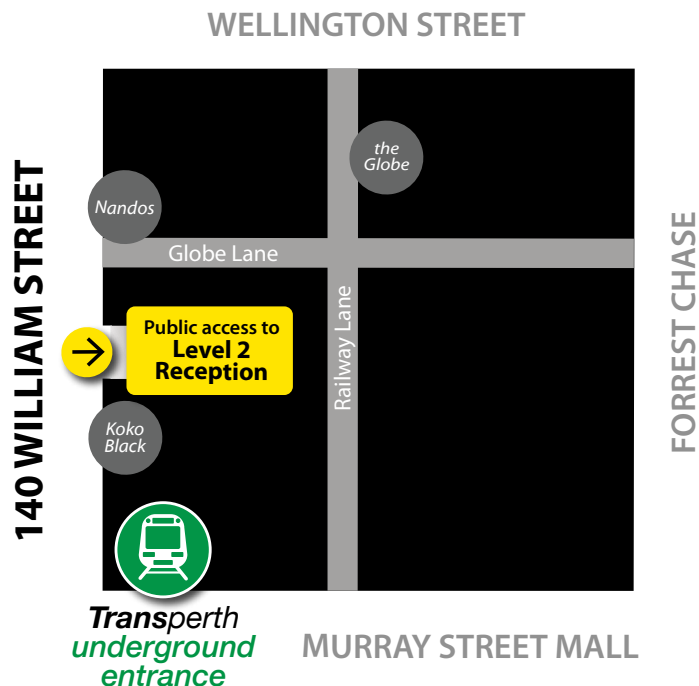 WELLINGTON STREET
the
Globe
Nandos
140 WILLIAM STREET
Globe Lane
FORREST CHASE
Public access to
Level 2
Reception
Railway Lane
Koko
Black
Transperth
underground
entrance
MURRAY STREET MALL